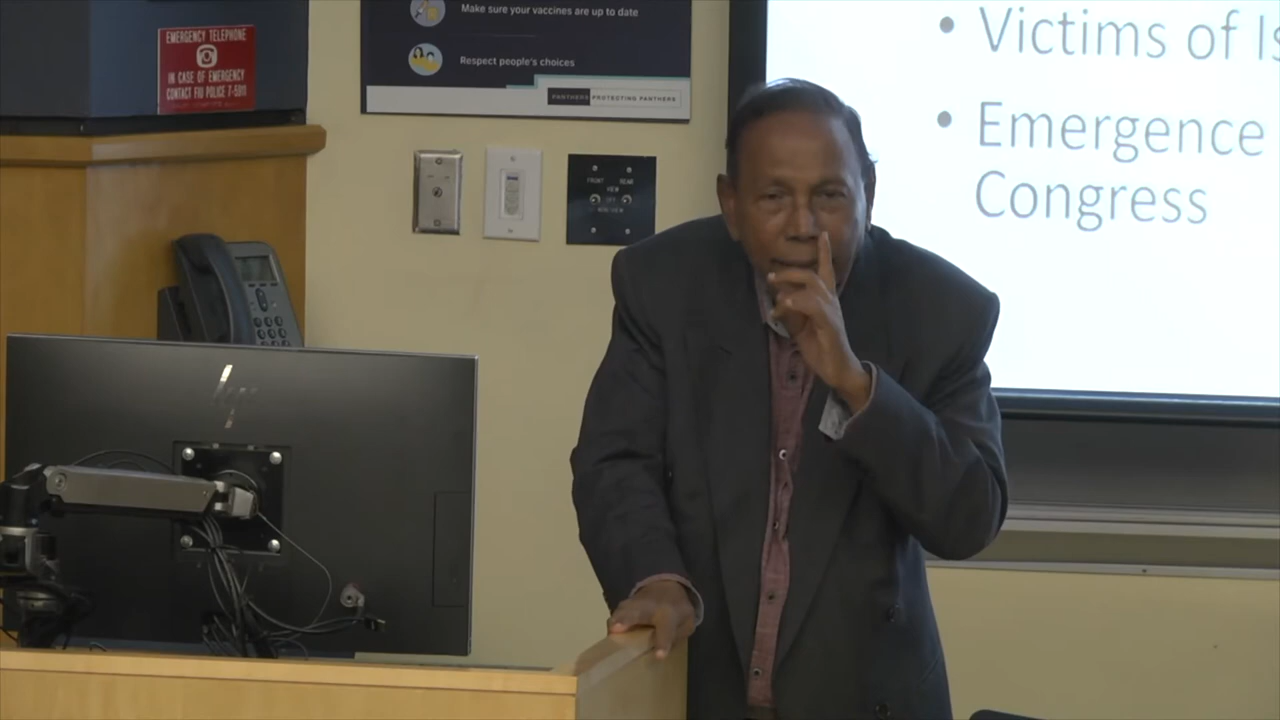 Make sure your vaccines are up to date
Respect people's choices
PANTHERS PROTECTING PANTHERS
EMERGENCY TELEPHONE
IN CASE OF EMERGENCY
CONTACT FIU POLICE 7-5911
• Victims of Is
• Emergence
Congress
FRONT REAR
VIEW
OFF
hp